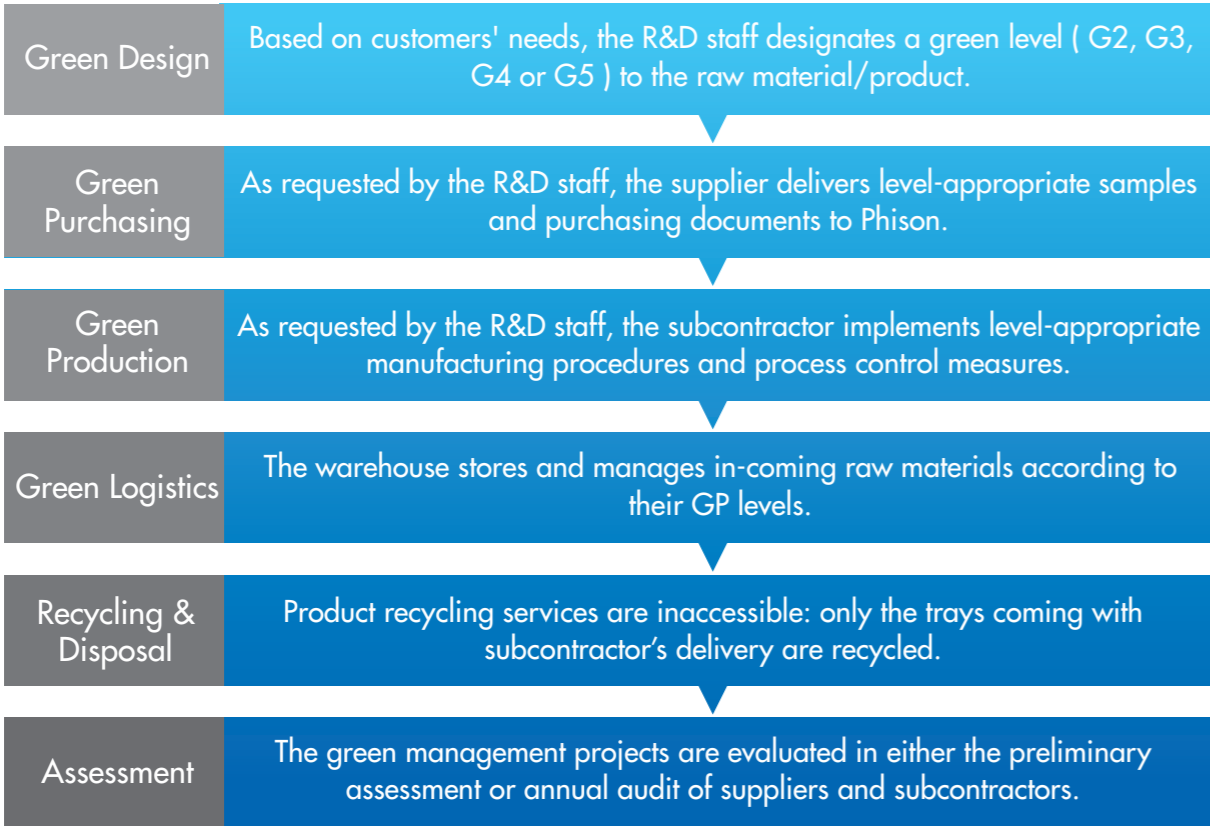 Green Design
Based on customers' needs, the R&D staff designates a green level ( G2, G3,
G4 or G5 ) to the raw material/product.
Green
Purchasing
As requested by the R&D staff, the supplier delivers level-appropriate samples
and purchasing documents to Phison.
Green
Production
As requested by the R&D staff, the subcontractor implements level-appropriate
manufacturing procedures and process control measures.
Green Logistics
The warehouse stores and manages in-coming raw materials according to
their GP levels.
Recycling &
Disposal
Product recycling services are inaccessible: only the trays coming with
subcontractor’s delivery are recycled.
Assessment
The green management projects are evaluated in either the preliminary
assessment or annual audit of suppliers and subcontractors.